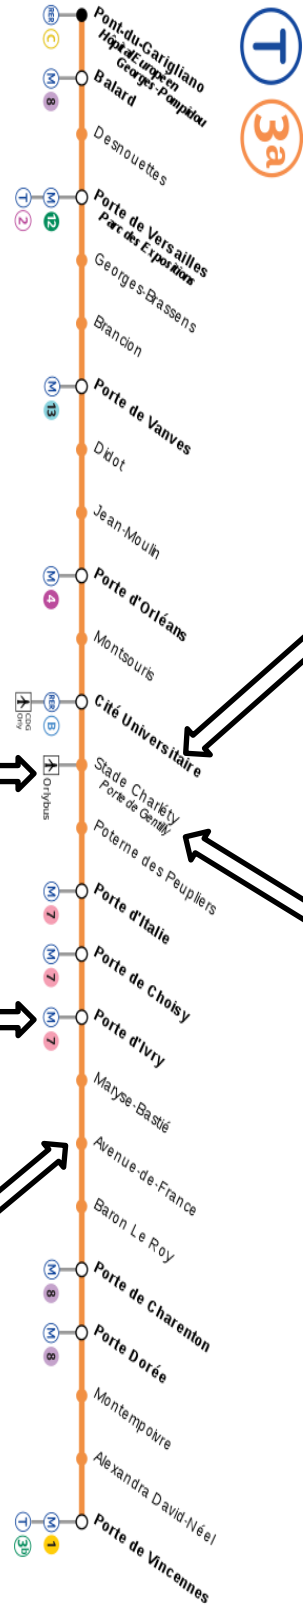 T 3a
Pont-du-Garigliano
Hôpital Européen
Georges-Pompidou
RER C
Balard
M 8
Desnouettes
Porte de Versailles
Parc des Expositions
M 12
T 2
Georges-Brassens
Brancion
Porte de Vanves
M 13
Didot
Jean-Moulin
Porte d'Orléans
M 4
Montsouris
Cité Universitaire
RER B
CDG
Orly
Stade Charléty
Porte de Gentilly
Orlybus
Poterne des Peupliers
Porte d'Italie
M 7
Porte de Choisy
M 7
Porte d'Ivry
M 7
Maryse-Bastié
Avenue-de-France
Baron Le Roy
Porte de Charenton
M 8
Porte Dorée
M 8
Montempoivre
Alexandra David-Néel
Porte de Vincennes
M 1
T 3b